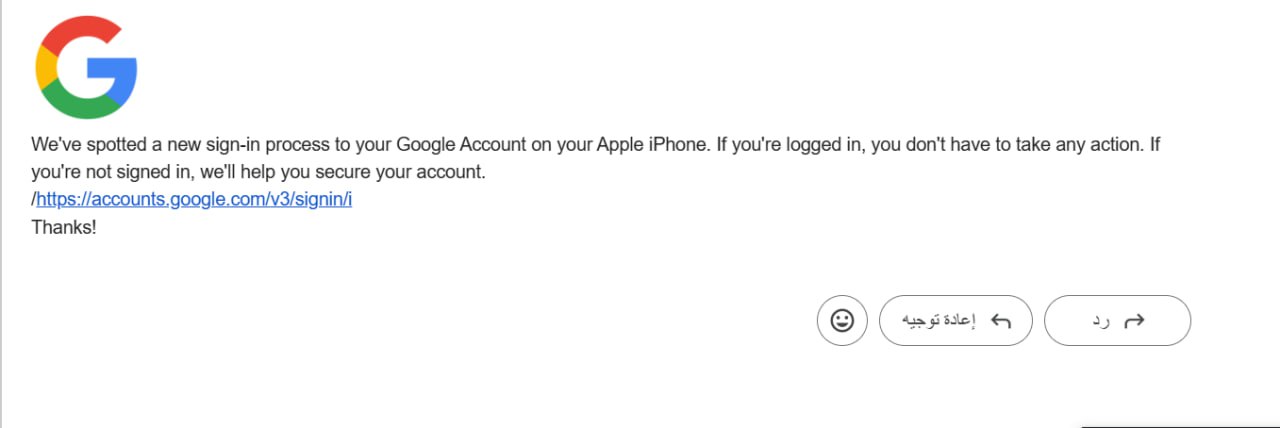 We've spotted a new sign-in process to your Google Account on your Apple iPhone. If you're logged in, you don't have to take any action. If
you're not signed in, we'll help you secure your account.
/https://accounts.google.com/v3/signin/i
Thanks!
رد
إعادة توجيه